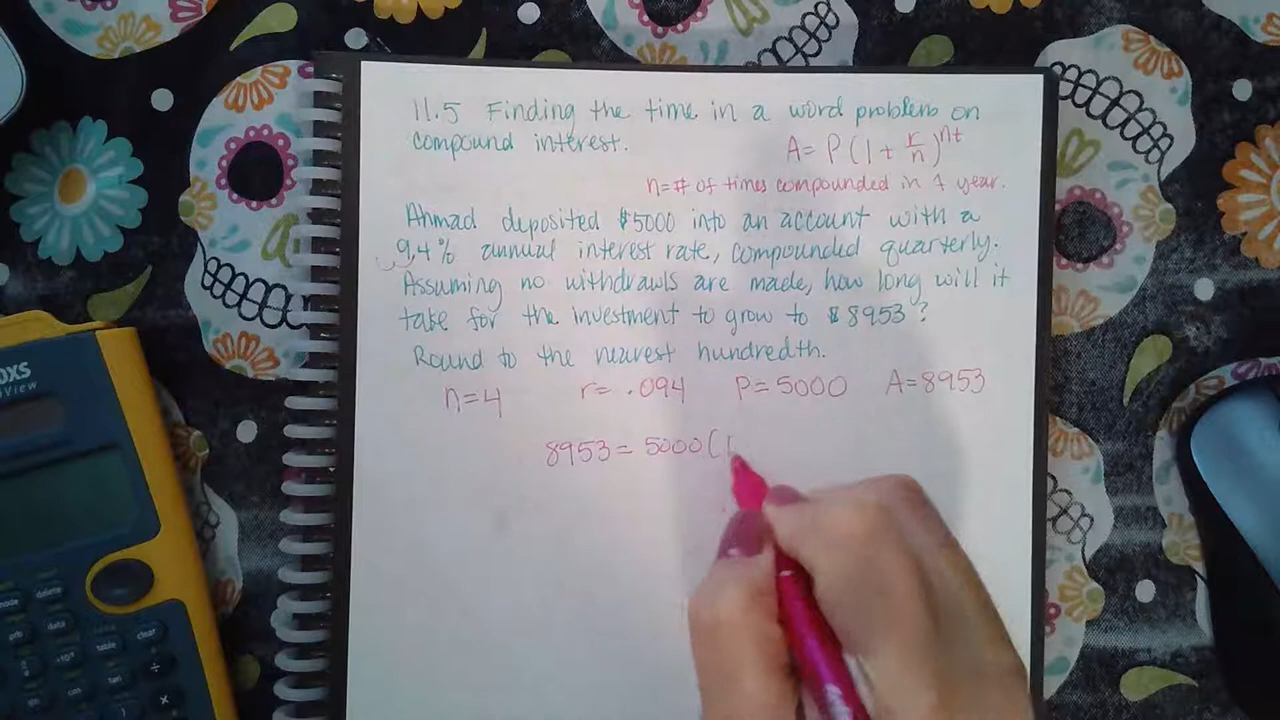 11.5 Finding the time in a word problem on
compound interest.
A = P(1 + r/n)^nt
n=# of times compounded in 1 year.
Ahmad deposited $5000 into an account with a
9.4% annual interest rate, compounded quarterly.
Assuming no withdrawls are made, how long will it
take for the investment to grow to $8953?
Round to the nearest hundredth.
n=4 r= .094 P=5000 A=8953
8953 = 5000(1